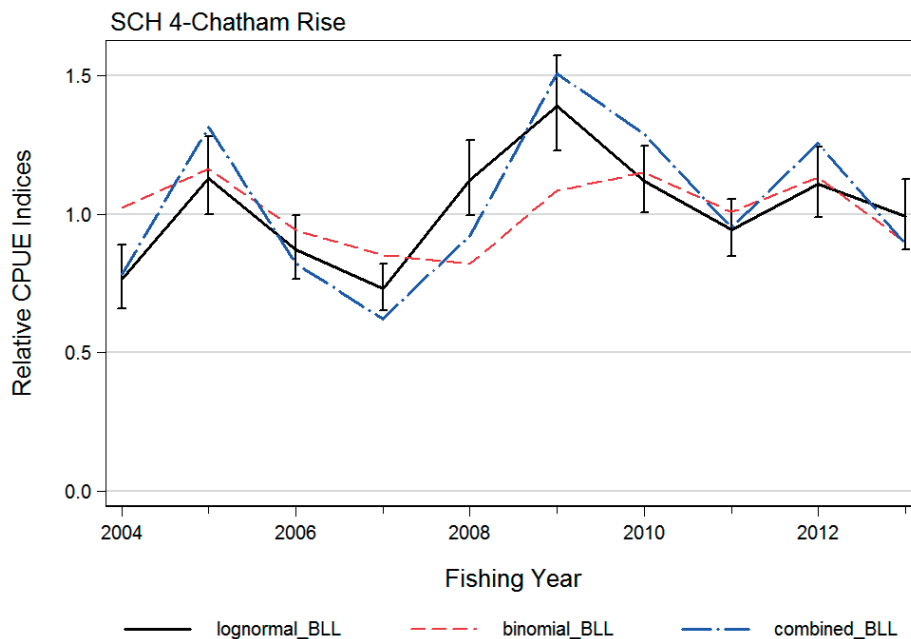 SCH 4-Chatham Rise
Relative CPUE Indices
1.5
1.0
0.5
0.0
2004 2006 2008 2010 2012
Fishing Year
lognormal_BLL binomial_BLL combined_BLL